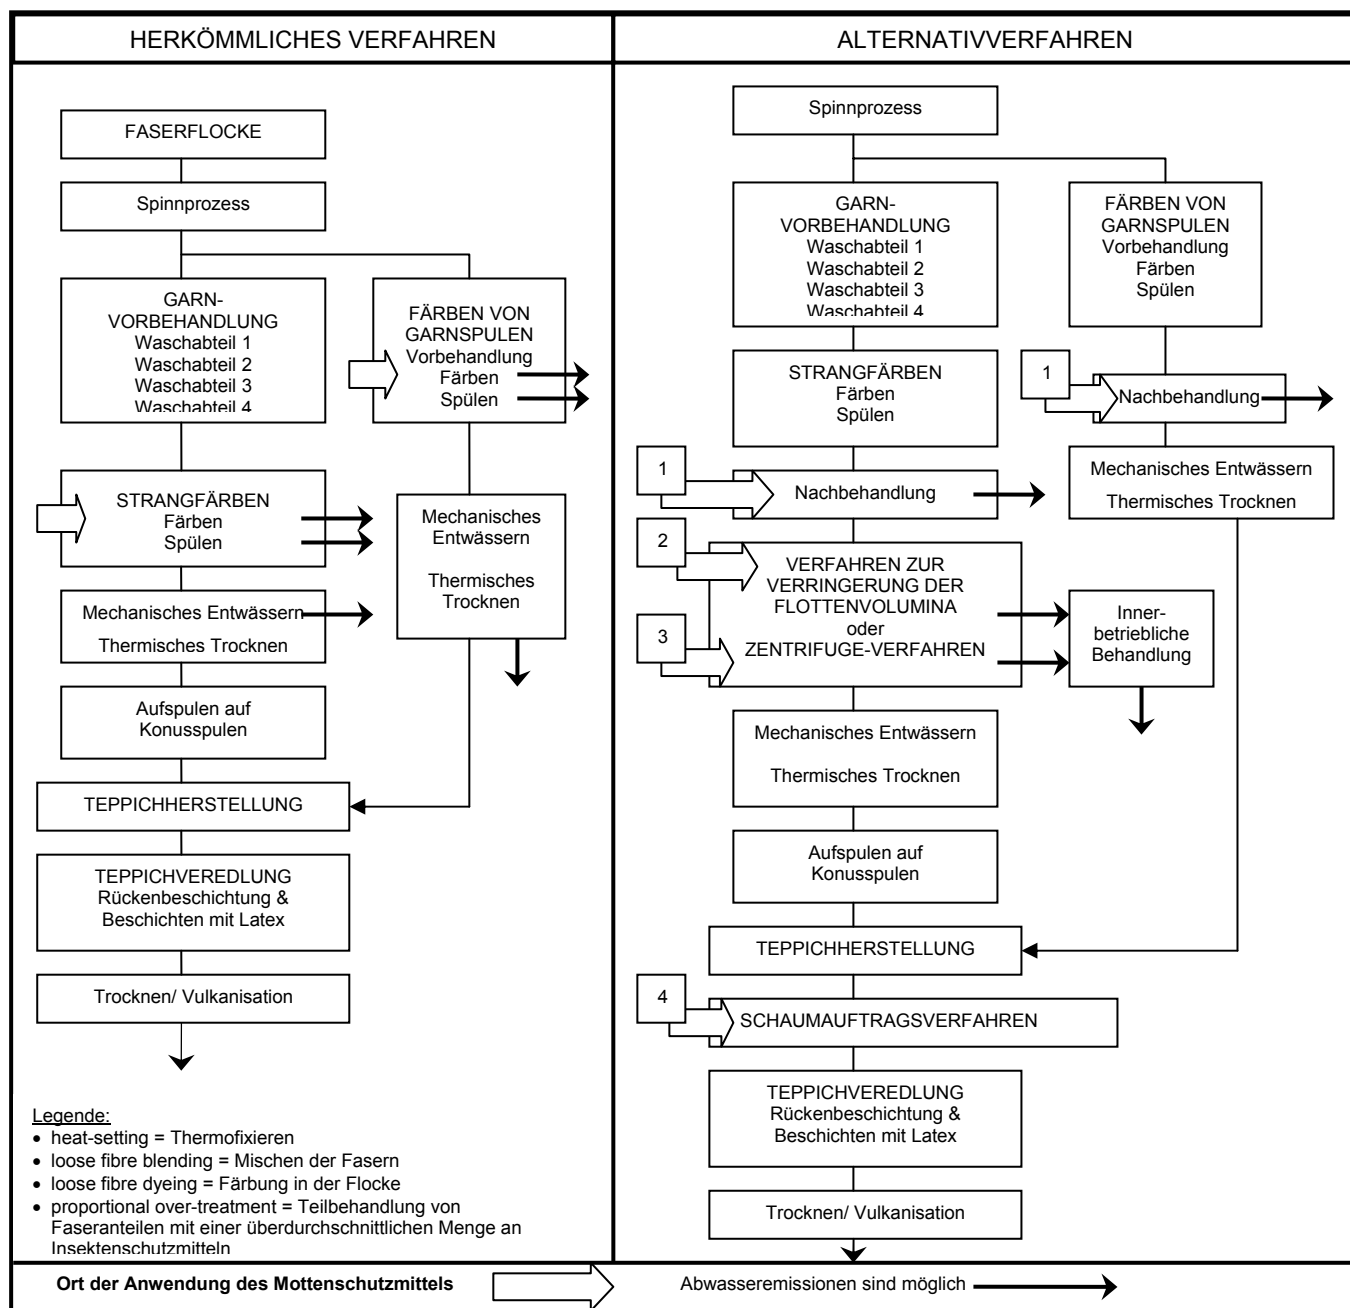 HERKÖMMLICHES VERFAHREN
FASERFLOCKE
Spinnprozess
GARN-
VORBEHANDLUNG
Waschabteil 1
Waschabteil 2
Waschabteil 3
Waschabteil 4
FÄRBEN VON
GARNSPULEN
Vorbehandlung
Färben
Spülen
STRANGFÄRBEN
Färben
Spülen
Mechanisches
Entwässern
Thermisches
Trocknen
Mechanisches Entwässern
Thermisches Trocknen
Aufspulen auf
Konusspulen
TEPPICHHERSTELLUNG
TEPPICHVEREDLUNG
Rückenbeschichtung &
Beschichten mit Latex
Trocknen/ Vulkanisation
Legende:
• heat-setting = Thermofixieren
• loose fibre blending = Mischen der Fasern
• loose fibre dyeing = Färbung in der Flocke
• proportional over-treatment = Teilbehandlung von
Faseranteilen mit einer überdurchschnittlichen Menge an
Insektenschutzmitteln
ALTERNATIVVERFAHREN
Spinnprozess
GARN-
VORBEHANDLUNG
Waschabteil 1
Waschabteil 2
Waschabteil 3
Waschabteil 4
FÄRBEN VON
GARNSPULEN
Vorbehandlung
Färben
Spülen
STRANGFÄRBEN
Färben
Spülen
1
Nachbehandlung
Mechanisches Entwässern
Thermisches Trocknen
1
Nachbehandlung
2
VERFAHREN ZUR
VERRINGERUNG DER
FLOTTENVOLUMINA
oder
3
ZENTRIFUGE-VERFAHREN
Inner-
betriebliche
Behandlung
Mechanisches Entwässern
Thermisches Trocknen
Aufspulen auf
Konusspulen
TEPPICHHERSTELLUNG
4
SCHAUMAUFTRAGSVERFAHREN
TEPPICHVEREDLUNG
Rückenbeschichtung &
Beschichten mit Latex
Trocknen/ Vulkanisation
Ort der Anwendung des Mottenschutzmittels
Abwasseremissionen sind möglich